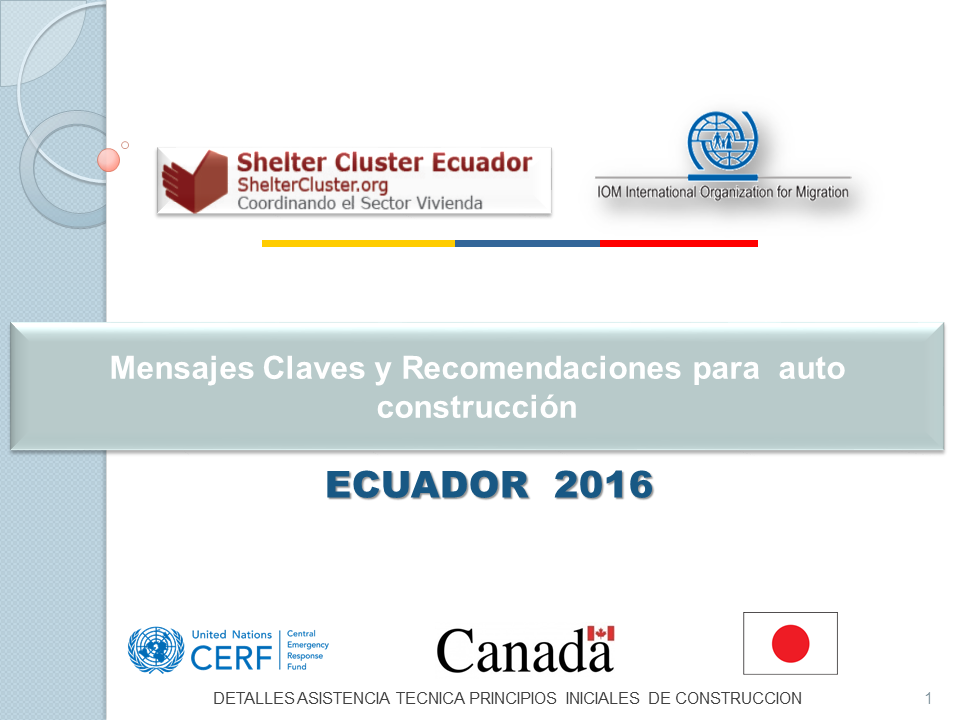 Shelter Cluster Ecuador
ShelterCluster.org
Coordinando el Sector Vivienda
IOM International Organization for Migration
Mensajes Claves y Recomendaciones para auto
construcción
ECUADOR 2016
United Nations
CERF
Central
Emergency
Response
Fund
Canada
DETALLES ASISTENCIA TECNICA PRINCIPIOS INICIALES DE CONSTRUCCION
1